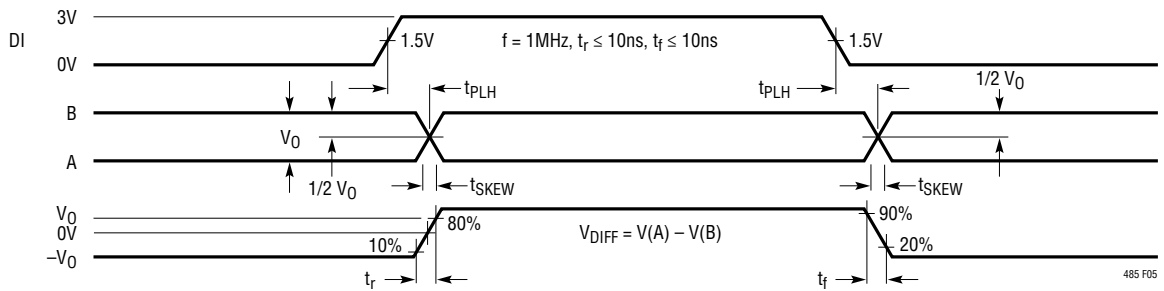 3V
DI
1.5V
f = 1MHz, tr ≤ 10ns, tf ≤ 10ns
1.5V
0V
1/2 VO
tPLH
tPLH
B
VO
A
1/2 VO
tSKEW
tSKEW
VO
0V
–VO
80%
90%
10%
VDIFF = V(A) – V(B)
20%
tr
tf
485 F05